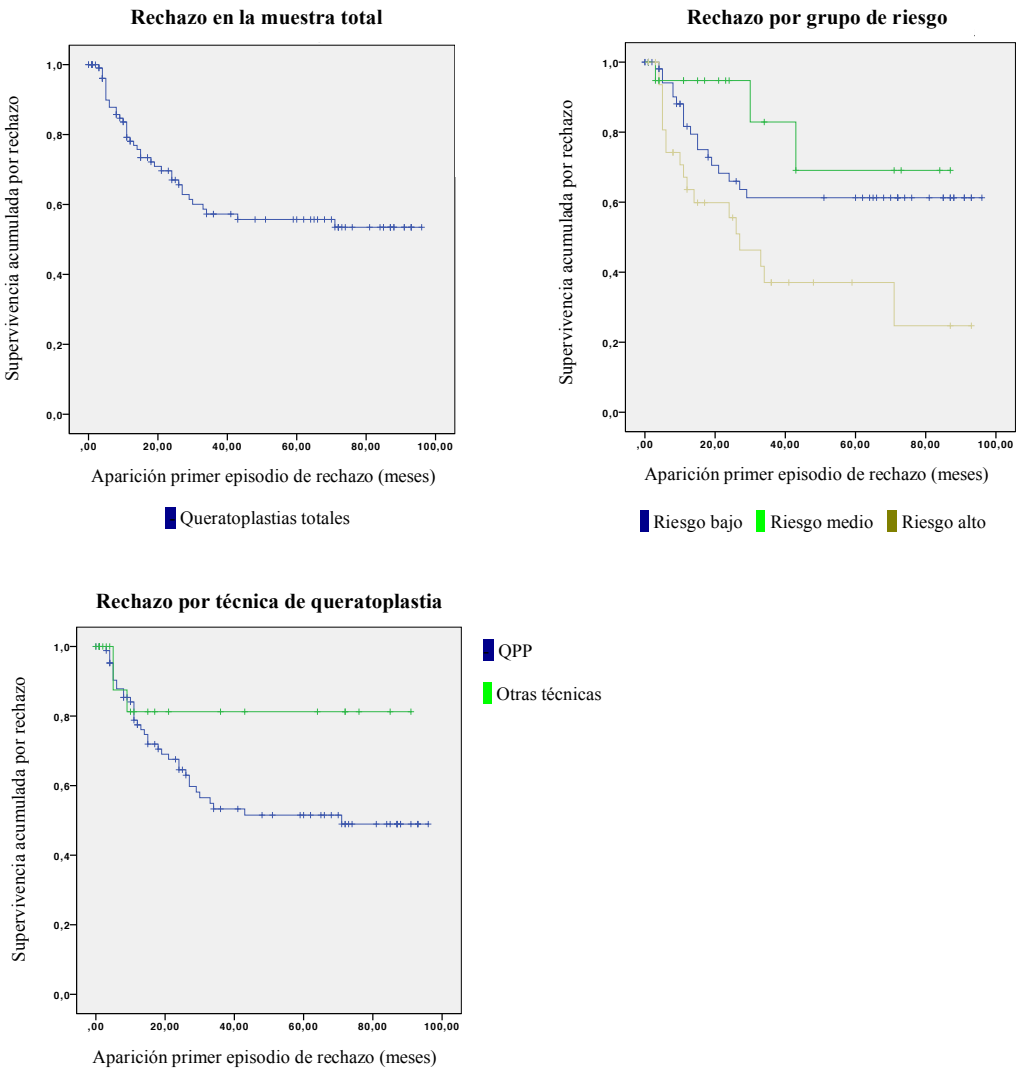 Rechazo en la muestra total
Supervivencia acumulada por rechazo
1,0
0,8
0,6
0,4
0,2
0,0
,00 20,00 40,00 60,00 80,00 100,00
Aparición primer episodio de rechazo (meses)
Queratoplastias totales
Rechazo por grupo de riesgo
Supervivencia acumulada por rechazo
1,0
0,8
0,6
0,4
0,2
0,0
,00 20,00 40,00 60,00 80,00 100,00
Aparición primer episodio de rechazo (meses)
Riesgo bajo Riesgo medio Riesgo alto
Rechazo por técnica de queratoplastia
Supervivencia acumulada por rechazo
1,0
0,8
0,6
0,4
0,2
0,0
,00 20,00 40,00 60,00 80,00 100,00
Aparición primer episodio de rechazo (meses)
QPP
Otras técnicas